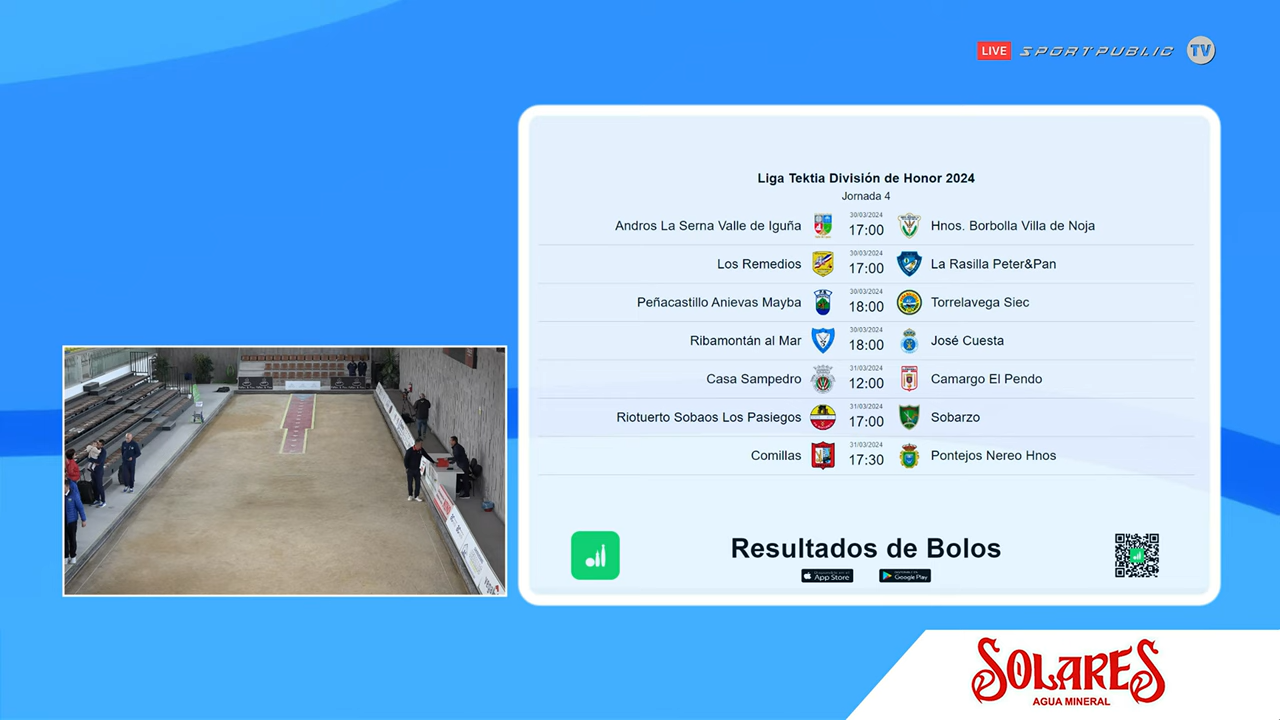 LIVE SPORTPUBLIC TV
Liga Tektia División de Honor 2024
Jornada 4
Andros La Serna Valle de Iguña 30/03/2024 17:00 Hnos. Borbolla Villa de Noja
Los Remedios 30/03/2024 17:00 La Rasilla Peter&Pan
Peñacastillo Anievas Mayba 30/03/2024 18:00 Torrelavega Siec
Ribamontán al Mar 30/03/2024 18:00 José Cuesta
Casa Sampedro 31/03/2024 12:00 Camargo El Pendo
Riotuerto Sobaos Los Pasiegos 31/03/2024 17:00 Sobarzo
Comillas 31/03/2024 17:30 Pontejos Nereo Hnos
Resultados de Bolos
App Store Google Play
SOLARES
AGUA MINERAL